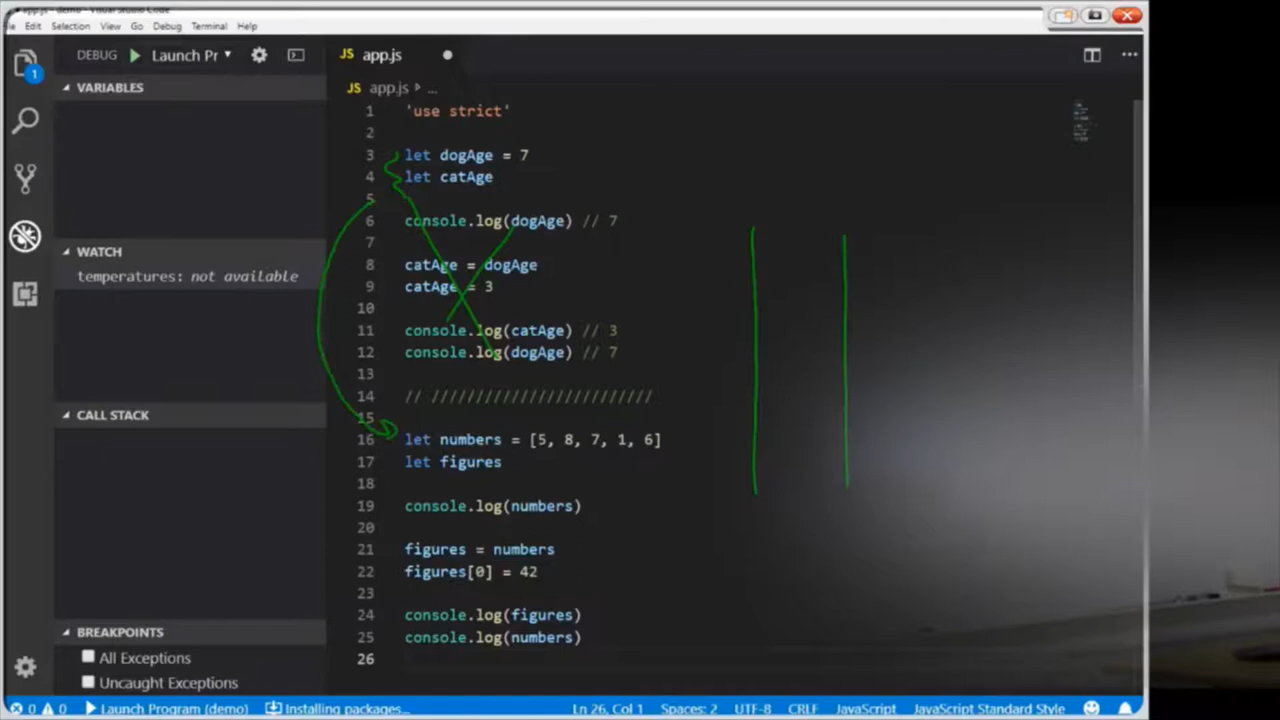 app.js - demo - Visual Studio Code
Edit Selection View Go Debug Terminal Help
DEBUG Launch Pr
JS app.js
1
VARIABLES
WATCH
temperatures: not available
CALL STACK
BREAKPOINTS
All Exceptions
Uncaught Exceptions
JS app.js ...
1 'use strict'
2
3 let dogAge = 7
4 let catAge
5
6 console.log(dogAge) // 7
7
8 catAge = dogAge
9 catAge = 3
10
11 console.log(catAge) // 3
12 console.log(dogAge) // 7
13
14 // /////////////////////////
15
16 let numbers = [5, 8, 7, 1, 6]
17 let figures
18
19 console.log(numbers)
20
21 figures = numbers
22 figures[0] = 42
23
24 console.log(figures)
25 console.log(numbers)
26
0 0 Launch Program (demo) Installing packages... Ln 26, Col 1 Spaces: 2 UTF-8 CRLF JavaScript JavaScript Standard Style